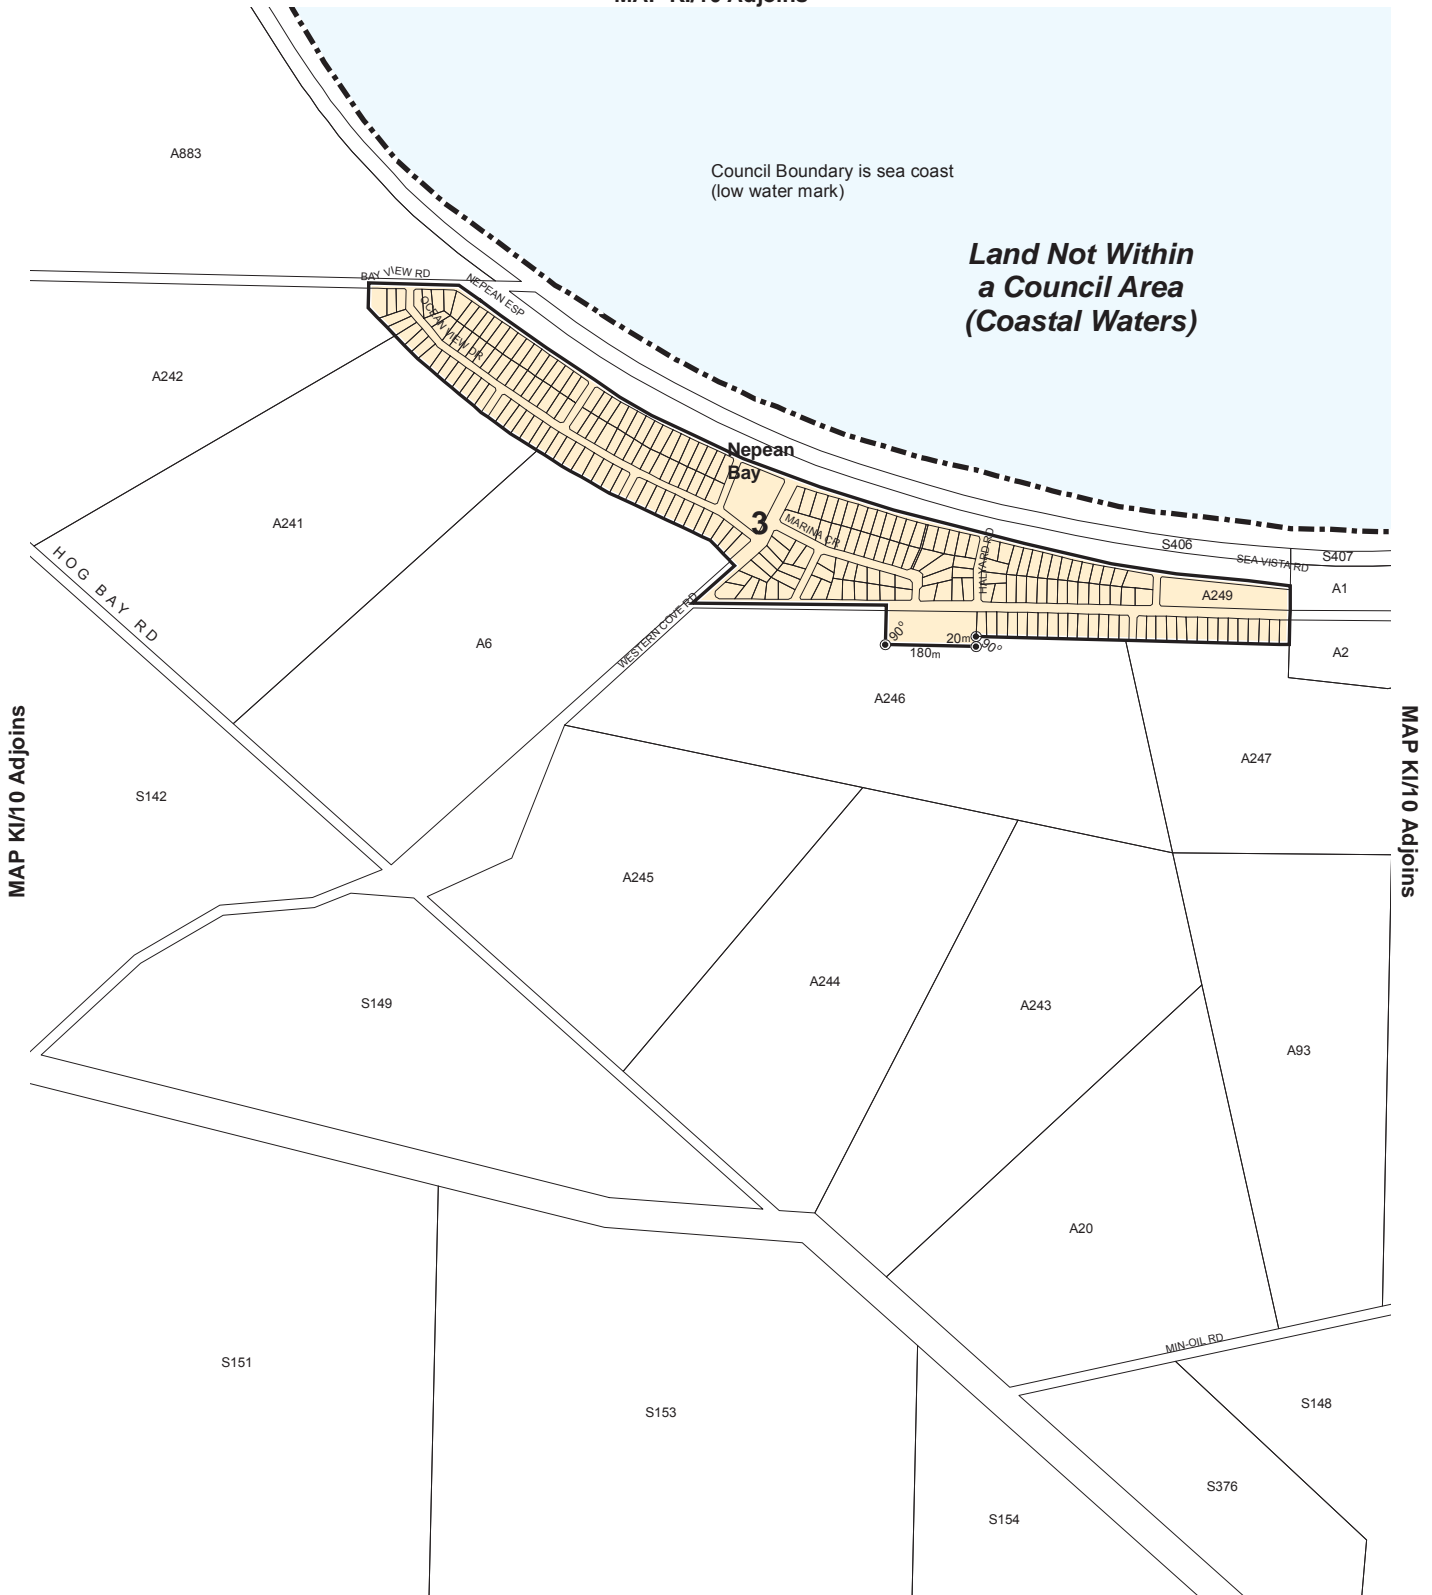 MAP KI/10 Adjoins
A883
Council Boundary is sea coast
(low water mark)
Land Not Within
a Council Area
(Coastal Waters)
BAY VIEW RD
NEPEAN ESP
OCEAN VIEW DR
A242
Nepean
Bay
3
MARINA CR
HALYARD RD
S406
SEA VISTA RD
S407
A1
A249
A241
HOG BAY RD
WESTERN COVE RD
90°
20m
90°
180m
A2
A6
A246
A247
MAP KI/10 Adjoins
MAP KI/10 Adjoins
S142
A245
A244
A243
S149
A93
A20
MIN-OIL RD
S151
S153
S148
S376
S154